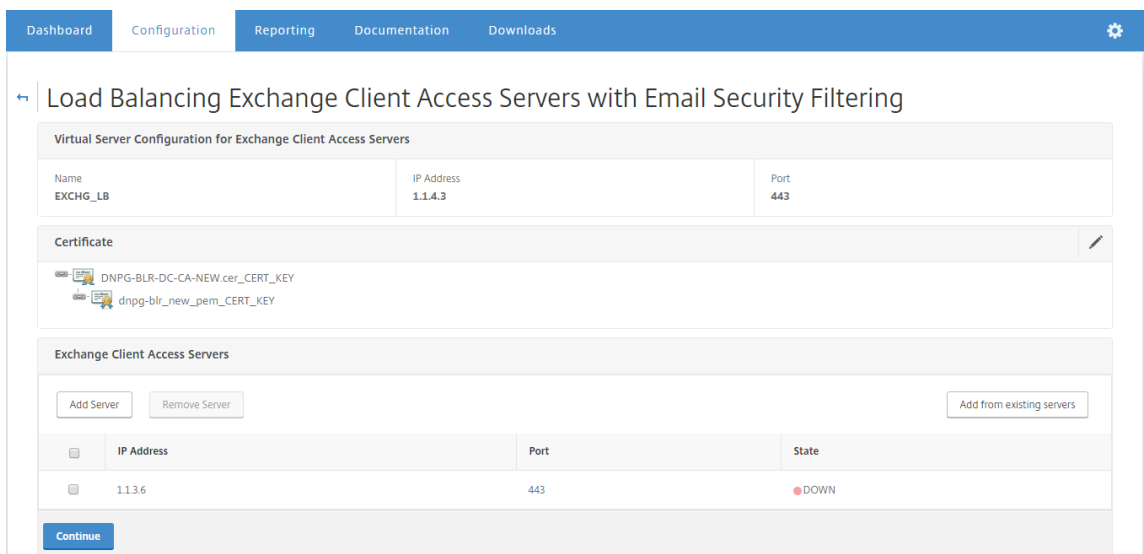 Dashboard Configuration Reporting Documentation Downloads
Load Balancing Exchange Client Access Servers with Email Security Filtering
Virtual Server Configuration for Exchange Client Access Servers
Name IP Address Port
EXCHG_LB 1.1.4.3 443
Certificate
DNPG-BLR-DC-CA-NEW.cer_CERT_KEY
dnpg-blr_new_pem_CERT_KEY
Exchange Client Access Servers
Add Server Remove Server Add from existing servers
IP Address Port State
1.1.3.6 443 DOWN
Continue